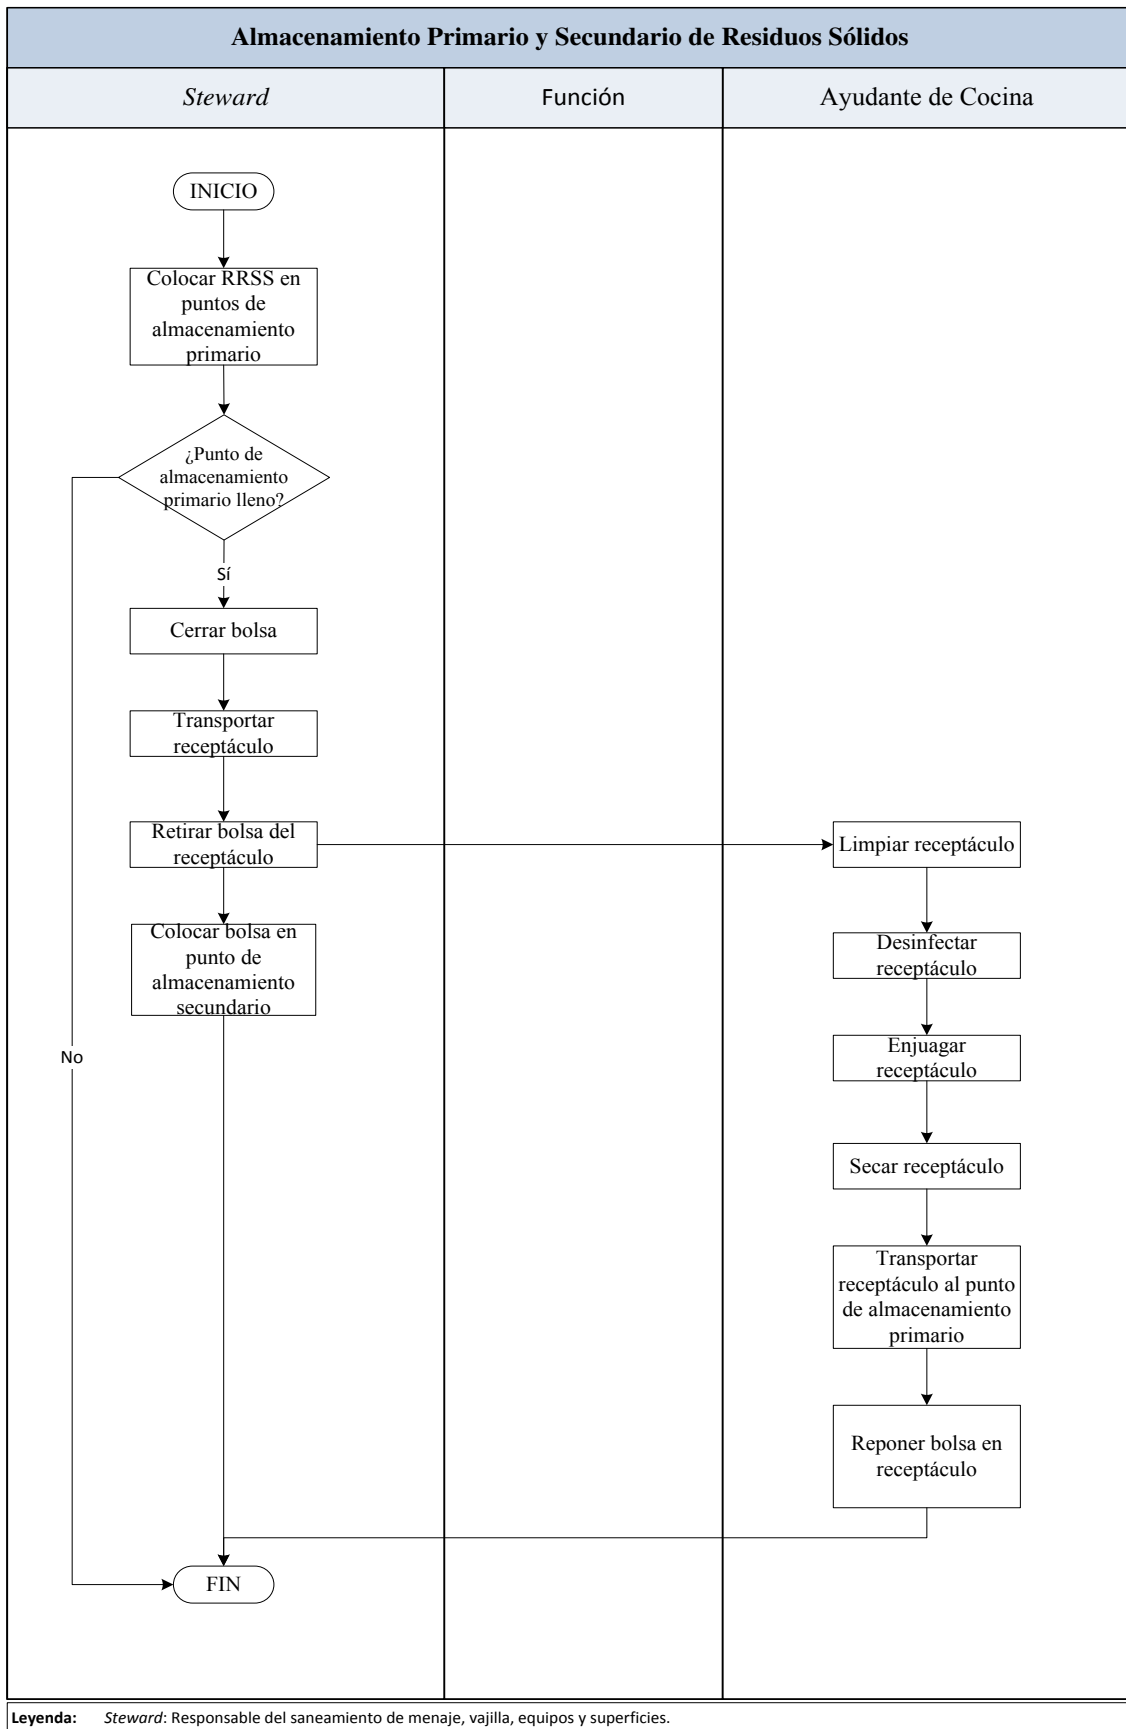 Almacenamiento Primario y Secundario de Residuos Sólidos
Steward
Función
Ayudante de Cocina
INICIO
Colocar RRSS en
puntos de
almacenamiento
primario
¿Punto de
almacenamiento
primario lleno?
Sí
Cerrar bolsa
Transportar
receptáculo
Retirar bolsa del
receptáculo
Colocar bolsa en
punto de
almacenamiento
secundario
No
Limpiar receptáculo
Desinfectar
receptáculo
Enjuagar
receptáculo
Secar receptáculo
Transportar
receptáculo al punto
de almacenamiento
primario
Reponer bolsa en
receptáculo
FIN
Leyenda: Steward: Responsable del saneamiento de menaje, vajilla, equipos y superficies.